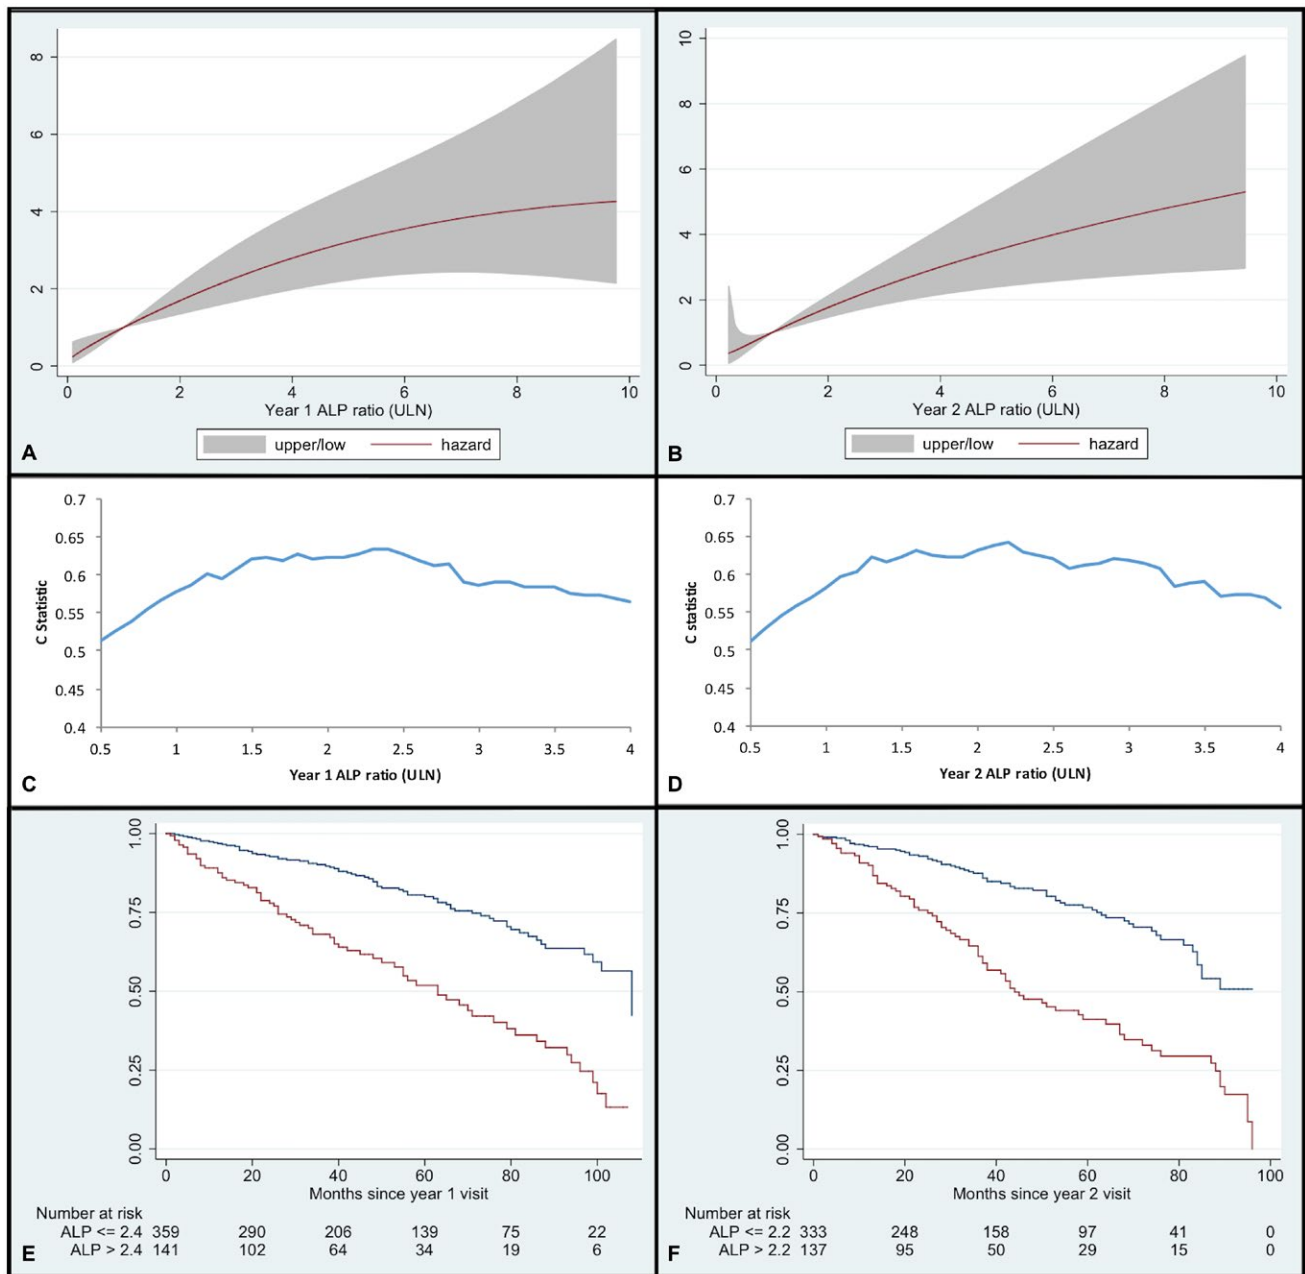 8
6
4
2
0
0 2 4 6 8 10
Year 1 ALP ratio (ULN)
upper/low hazard
A
10
8
6
4
2
0
0 2 4 6 8 10
Year 2 ALP ratio (ULN)
upper/low hazard
B
0.7
0.65
0.6
0.55
0.5
0.45
0.4
C Statistic
0.5 1 1.5 2 2.5 3 3.5 4
Year 1 ALP ratio (ULN)
C
0.7
0.65
0.6
0.55
0.5
0.45
0.4
C statistic
0.5 1 1.5 2 2.5 3 3.5 4
Year 2 ALP ratio (ULN)
D
1.00
0.75
0.50
0.25
0.00
0 20 40 60 80 100
Months since year 1 visit
Number at risk
ALP <= 2.4 359 290 206 139 75 22
ALP > 2.4 141 102 64 34 19 6
E
1.00
0.75
0.50
0.25
0.00
0 20 40 60 80 100
Months since year 2 visit
Number at risk
ALP <= 2.2 333 248 158 97 41 0
ALP > 2.2 137 95 50 29 15 0
F